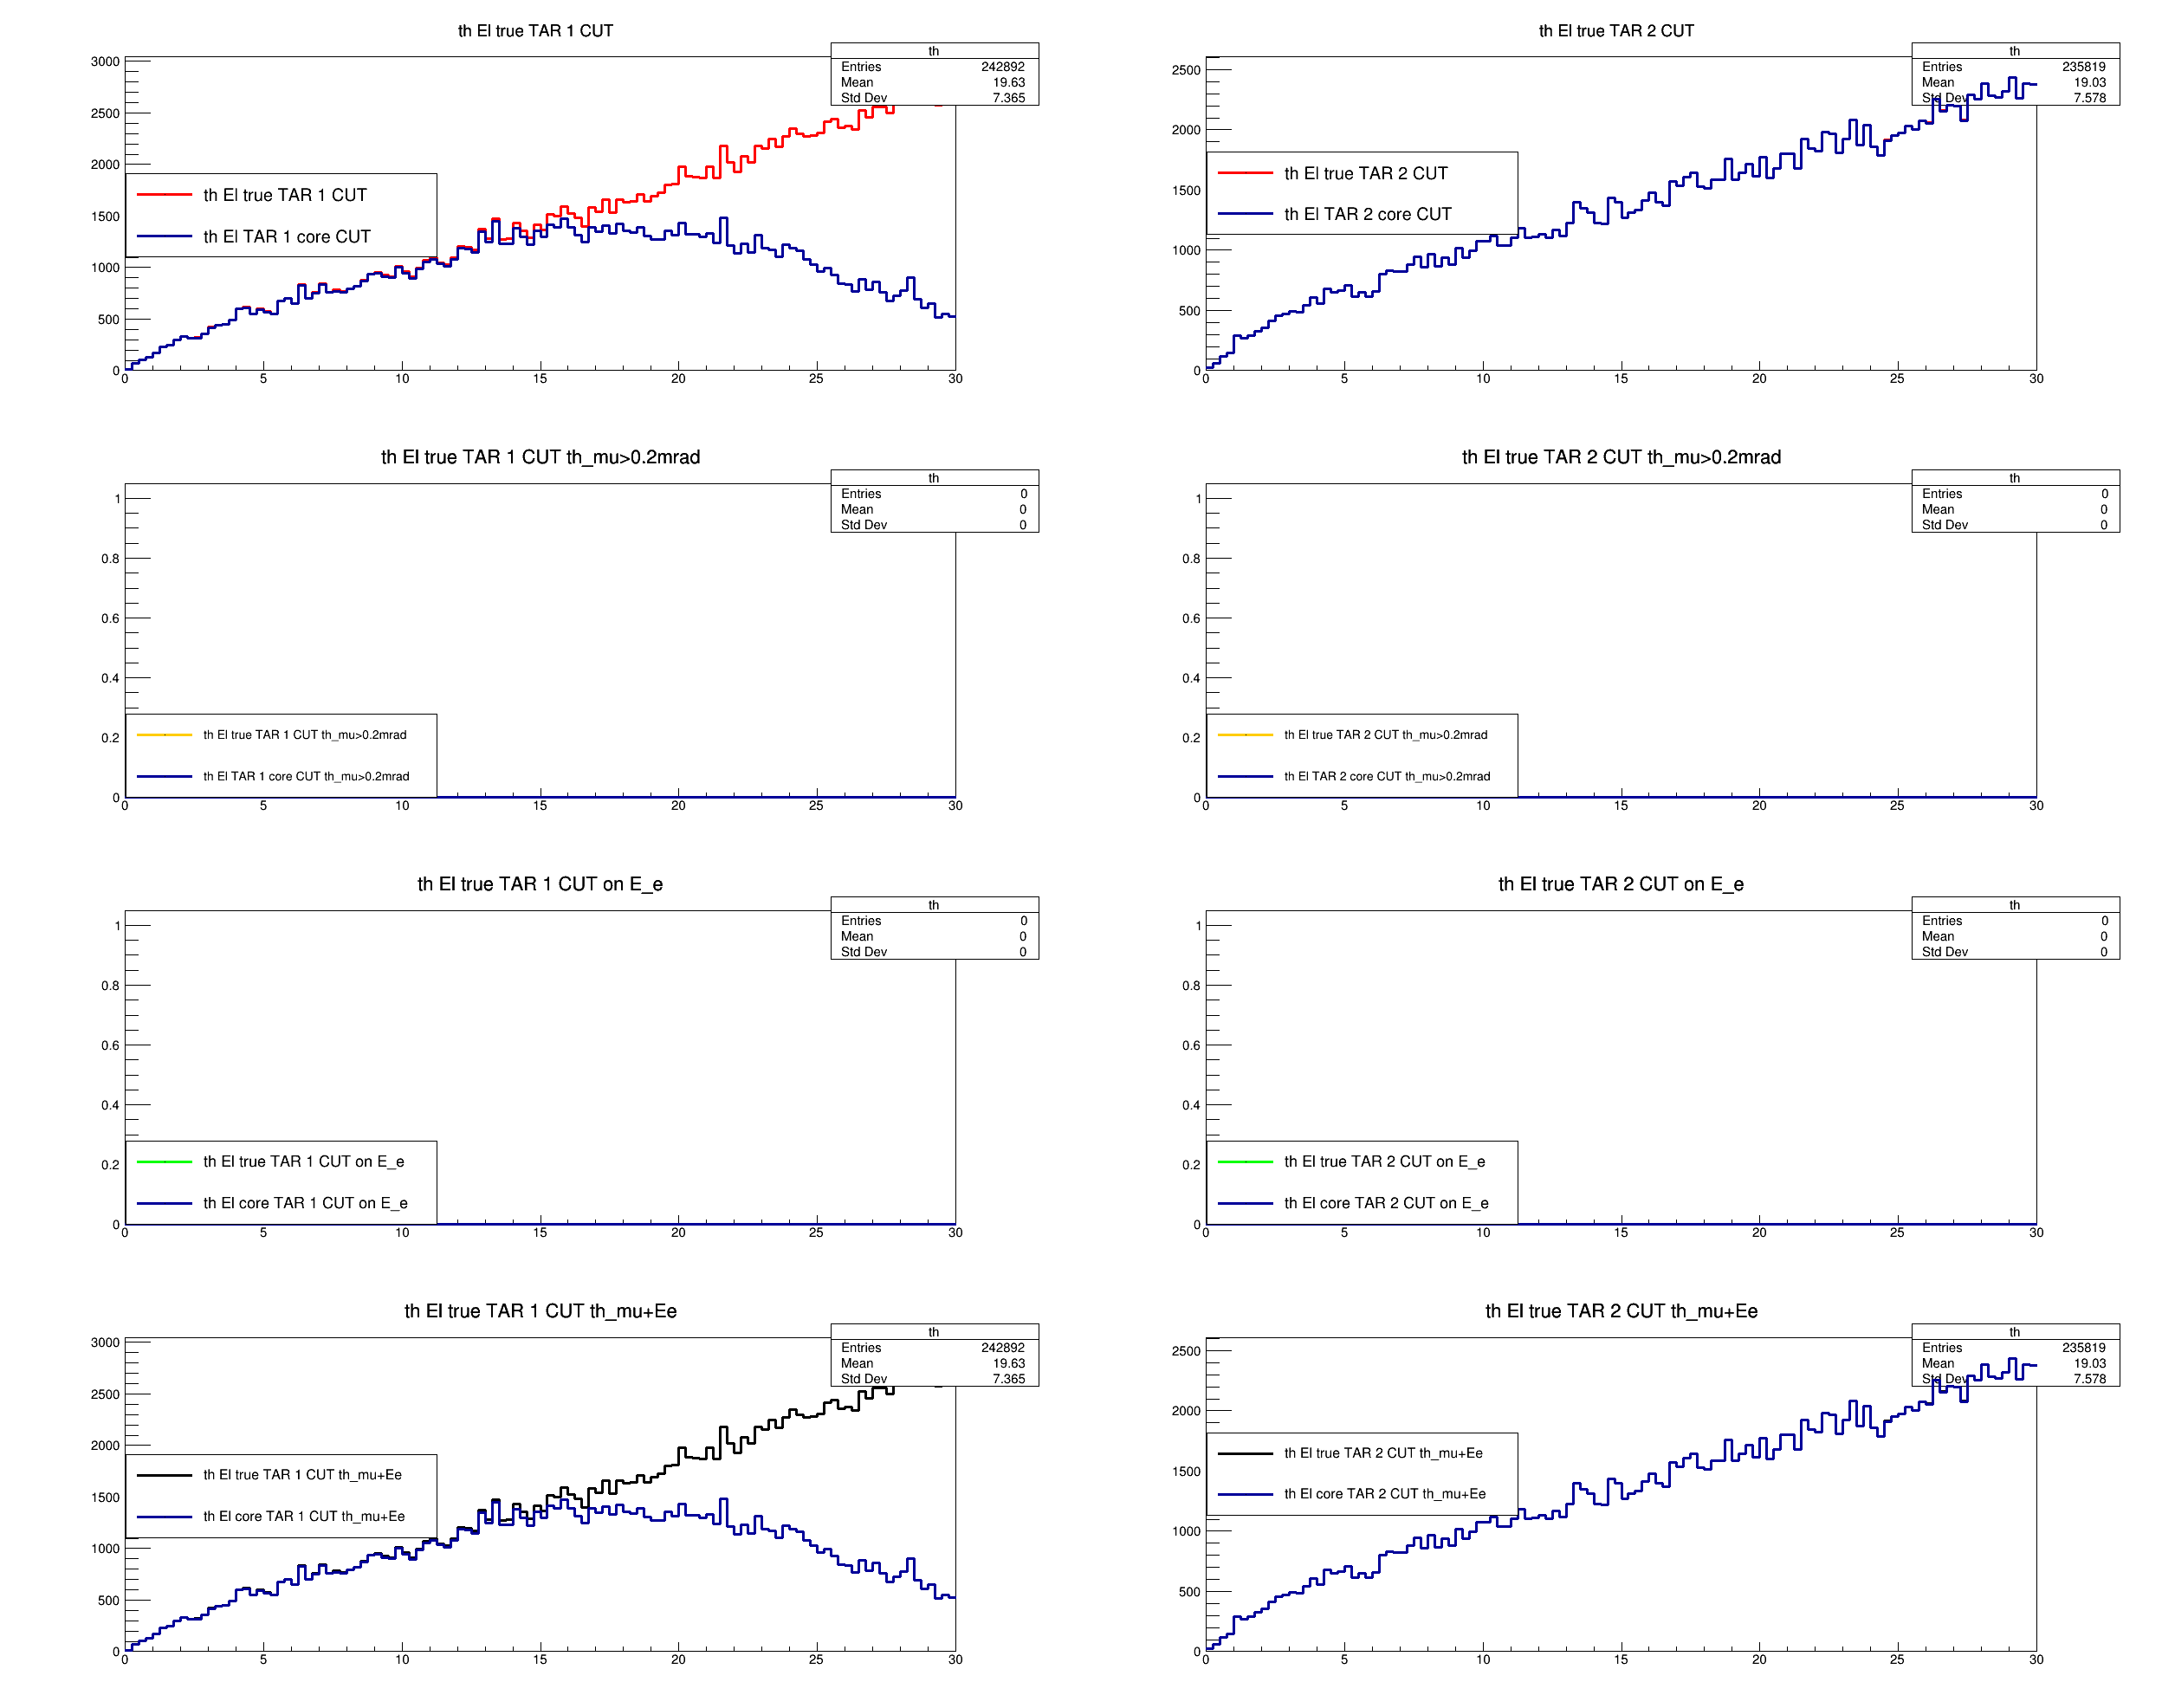 th El true TAR 1 CUT
th
Entries 242892
Mean 19.63
Std Dev 7.365
3000
2500
2000
1500
1000
500
0
th El true TAR 1 CUT
th El TAR 1 core CUT
0 5 10 15 20 25 30
th El true TAR 2 CUT
th
Entries 235819
Mean 19.03
Std Dev 7.578
2500
2000
1500
1000
500
0
th El true TAR 2 CUT
th El TAR 2 core CUT
0 5 10 15 20 25 30
th El true TAR 1 CUT th_mu>0.2mrad
th
Entries 0
Mean 0
Std Dev 0
1
0.8
0.6
0.4
0.2
0
th El true TAR 1 CUT th_mu>0.2mrad
th El TAR 1 core CUT th_mu>0.2mrad
0 5 10 15 20 25 30
th El true TAR 2 CUT th_mu>0.2mrad
th
Entries 0
Mean 0
Std Dev 0
1
0.8
0.6
0.4
0.2
0
th El true TAR 2 CUT th_mu>0.2mrad
th El TAR 2 core CUT th_mu>0.2mrad
0 5 10 15 20 25 30
th El true TAR 1 CUT on E_e
th
Entries 0
Mean 0
Std Dev 0
1
0.8
0.6
0.4
0.2
0
th El true TAR 1 CUT on E_e
th El core TAR 1 CUT on E_e
0 5 10 15 20 25 30
th El true TAR 2 CUT on E_e
th
Entries 0
Mean 0
Std Dev 0
1
0.8
0.6
0.4
0.2
0
th El true TAR 2 CUT on E_e
th El core TAR 2 CUT on E_e
0 5 10 15 20 25 30
th El true TAR 1 CUT th_mu+Ee
th
Entries 242892
Mean 19.63
Std Dev 7.365
3000
2500
2000
1500
1000
500
0
th El true TAR 1 CUT th_mu+Ee
th El core TAR 1 CUT th_mu+Ee
0 5 10 15 20 25 30
th El true TAR 2 CUT th_mu+Ee
th
Entries 235819
Mean 19.03
Std Dev 7.578
2500
2000
1500
1000
500
0
th El true TAR 2 CUT th_mu+Ee
th El core TAR 2 CUT th_mu+Ee
0 5 10 15 20 25 30